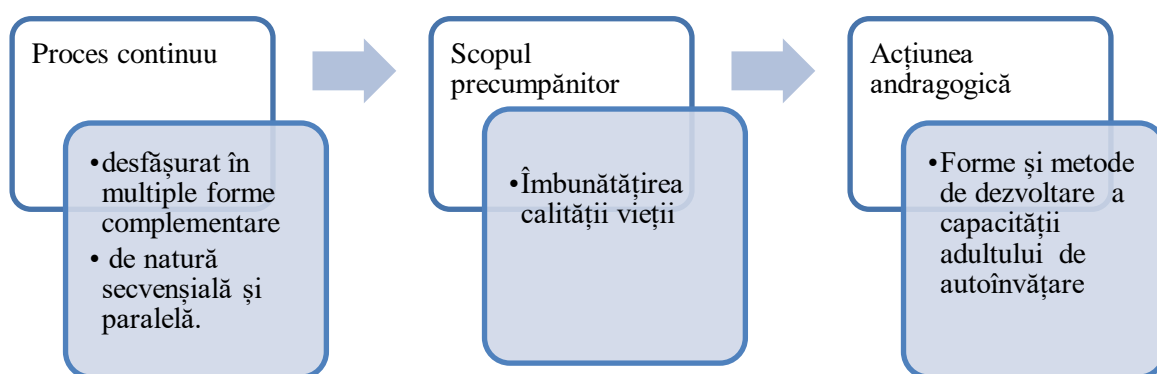 Proces continuu
•desfășurat în
multiple forme
complementare
• de natură
secvenșială și
paralelă.
Scopul
precumpănitor
•Îmbunătățirea
calității vieții
Acțiunea
andragogică
•Forme și metode
de dezvoltare a
capacității
adultului de
autoînvățare